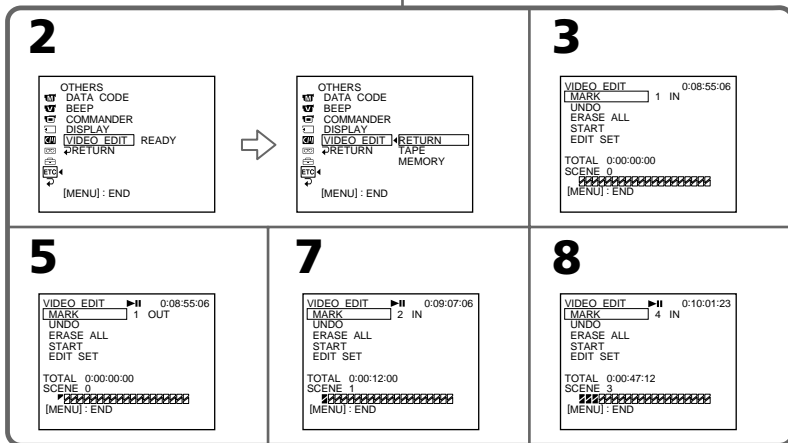 2
OTHERS
DATA CODE
BEEP
COMMANDER
DISPLAY
VIDEO EDIT READY
RETURN
ETC
[MENU] : END
OTHERS
DATA CODE
BEEP
COMMANDER
DISPLAY
VIDEO EDIT RETURN
RETURN TAPE
MEMORY
ETC
[MENU] : END
3
VIDEO EDIT 0:08:55:06
MARK 1 IN
UNDO
ERASE ALL
START
EDIT SET
TOTAL 0:00:00:00
SCENE 0
[MENU] : END
5
VIDEO EDIT 0:08:55:06
MARK 1 OUT
UNDO
ERASE ALL
START
EDIT SET
TOTAL 0:00:00:00
SCENE 0
[MENU] : END
7
VIDEO EDIT 0:09:07:06
MARK 2 IN
UNDO
ERASE ALL
START
EDIT SET
TOTAL 0:00:12:00
SCENE 1
[MENU] : END
8
VIDEO EDIT 0:10:01:23
MARK 4 IN
UNDO
ERASE ALL
START
EDIT SET
TOTAL 0:00:47:12
SCENE 3
[MENU] : END